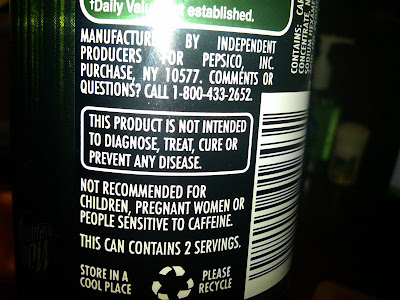 †Daily Value established.
MANUFACTURED BY INDEPENDENT
PRODUCERS FOR PEPSICO, INC.
PURCHASE, NY 10577. COMMENTS OR
QUESTIONS? CALL 1-800-433-2652.
THIS PRODUCT IS NOT INTENDED
TO DIAGNOSE, TREAT, CURE OR
PREVENT ANY DISEASE.
NOT RECOMMENDED FOR
CHILDREN, PREGNANT WOMEN OR
PEOPLE SENSITIVE TO CAFFEINE.
THIS CAN CONTAINS 2 SERVINGS.
STORE IN A
COOL PLACE
PLEASE
RECYCLE
CONTAINS:
CONCENTRATE,
SODIUM